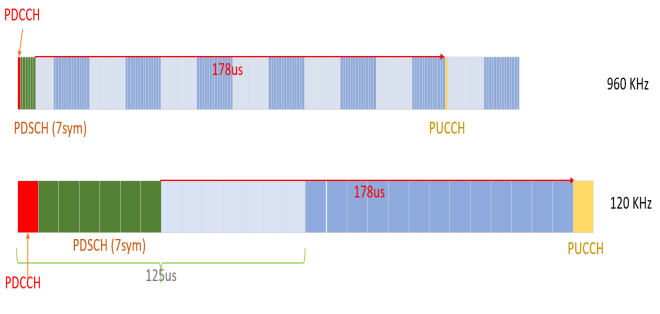 PDCCH
178us
960 KHz
PDSCH (7sym)
PUCCH
178us
120 KHz
PDSCH (7sym)
PUCCH
125us
PDCCH